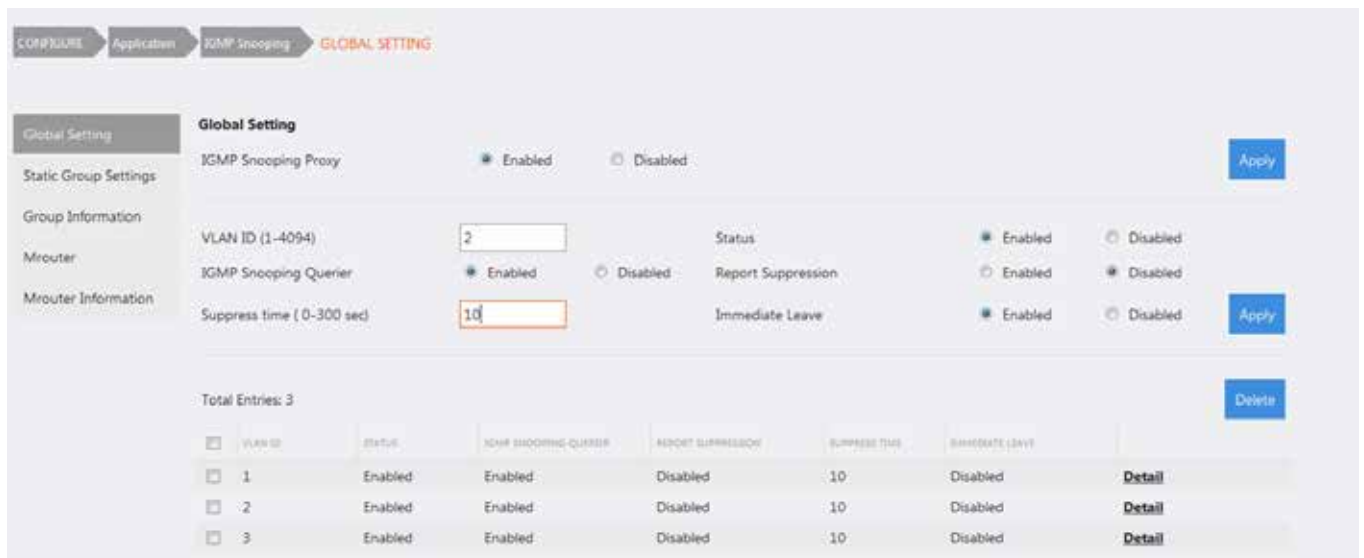 CONFIGURE Application IGMP Snooping GLOBAL SETTING
Global Setting
Static Group Settings
Group Information
Mrouter
Mrouter Information
Global Setting
IGMP Snooping Proxy Enabled Disabled Apply
VLAN ID (1-4094) 2 Status Enabled Disabled
IGMP Snooping Querier Enabled Disabled Report Suppression Enabled Disabled
Suppress time ( 0-300 sec) 10 Immediate Leave Enabled Disabled Apply
Total Entries: 3 Delete
VLAN ID STATUS IGMP SNOOPING-QUERIER REPORT SUPPRESSION SUPPRESS TIME IMMEDIATE LEAVE
1 Enabled Enabled Disabled 10 Disabled Detail
2 Enabled Enabled Disabled 10 Disabled Detail
3 Enabled Enabled Disabled 10 Disabled Detail